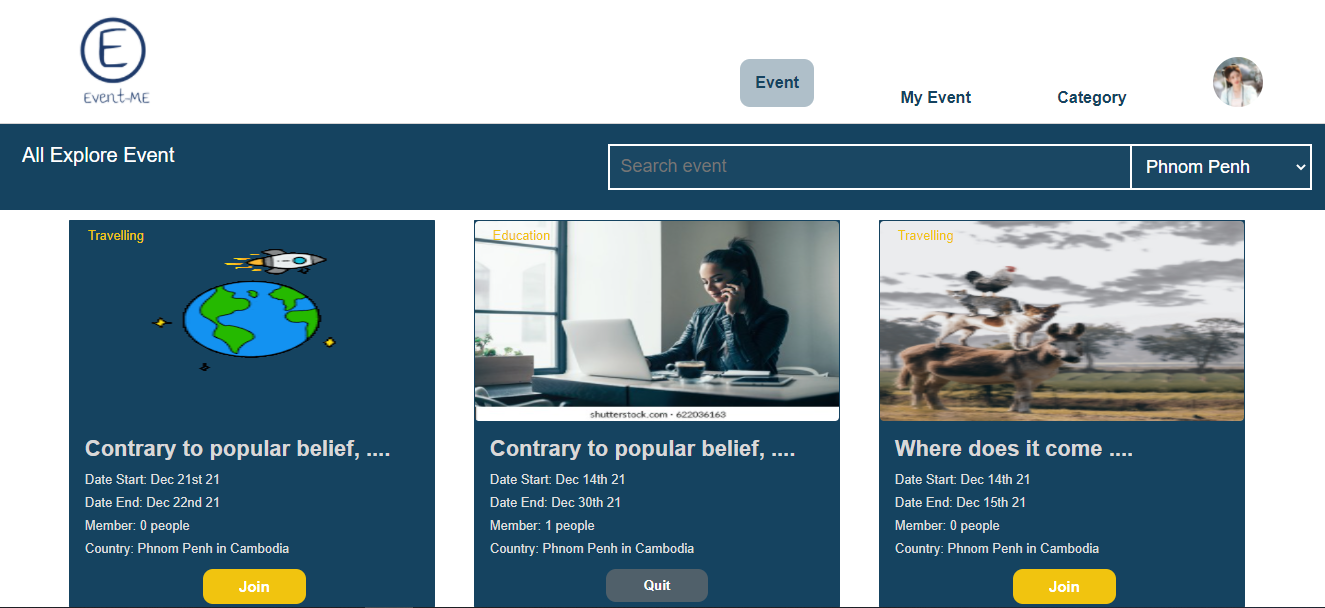 E
Event-ME
Event
My Event
Category
All Explore Event
Search event
Phnom Penh
Travelling
Contrary to popular belief, ....
Date Start: Dec 21st 21
Date End: Dec 22nd 21
Member: 0 people
Country: Phnom Penh in Cambodia
Join
Education
shutterstock.com • 622036163
Contrary to popular belief, ....
Date Start: Dec 14th 21
Date End: Dec 30th 21
Member: 1 people
Country: Phnom Penh in Cambodia
Quit
Travelling
Where does it come ....
Date Start: Dec 14th 21
Date End: Dec 15th 21
Member: 0 people
Country: Phnom Penh in Cambodia
Join